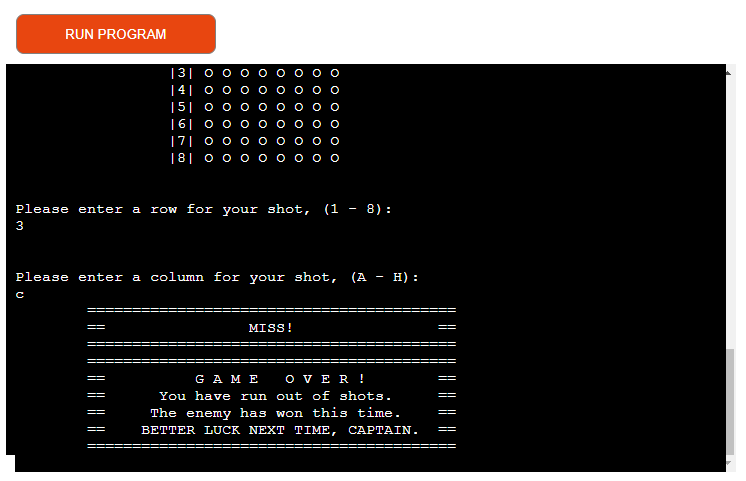 RUN PROGRAM
|3| O O O O O O O O
|4| O O O O O O O O
|5| O O O O O O O O
|6| O O O O O O O O
|7| O O O O O O O O
|8| O O O O O O O O
Please enter a row for your shot, (1 - 8):
3
Please enter a column for your shot, (A - H):
c
=========================================
==                MISS!                ==
=========================================
=========================================
==          G A M E   O V E R !        ==
==      You have run out of shots.     ==
==     The enemy has won this time.    ==
==    BETTER LUCK NEXT TIME, CAPTAIN.  ==
=========================================